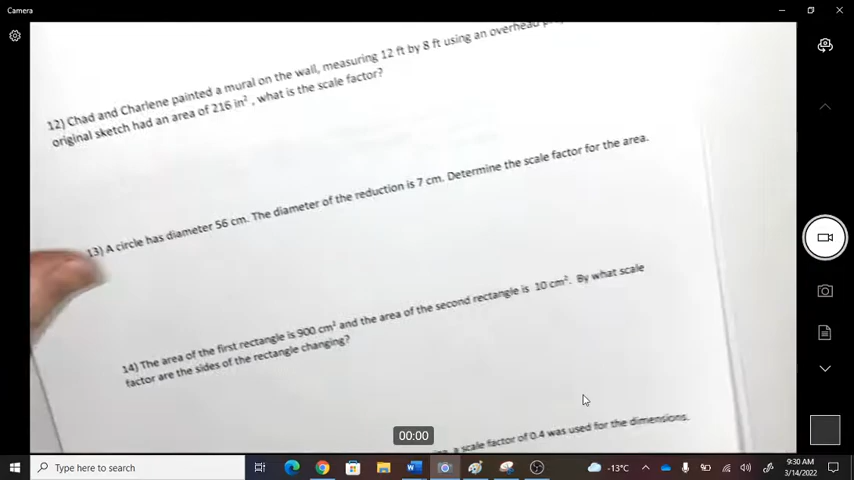 Camera
12) Chad and Charlene painted a mural on the wall, measuring 12 ft by 8 ft using an overhead
original sketch had an area of 216 in², what is the scale factor?
13) A circle has diameter 56 cm. The diameter of the reduction is 7 cm. Determine the scale factor for the area.
14) The area of the first rectangle is 900 cm² and the area of the second rectangle is 10 cm². By what scale
factor are the sides of the rectangle changing?
a scale factor of 0.4 was used for the dimensions.
00:00
Type here to search
-13°C
9:30 AM
3/14/2022